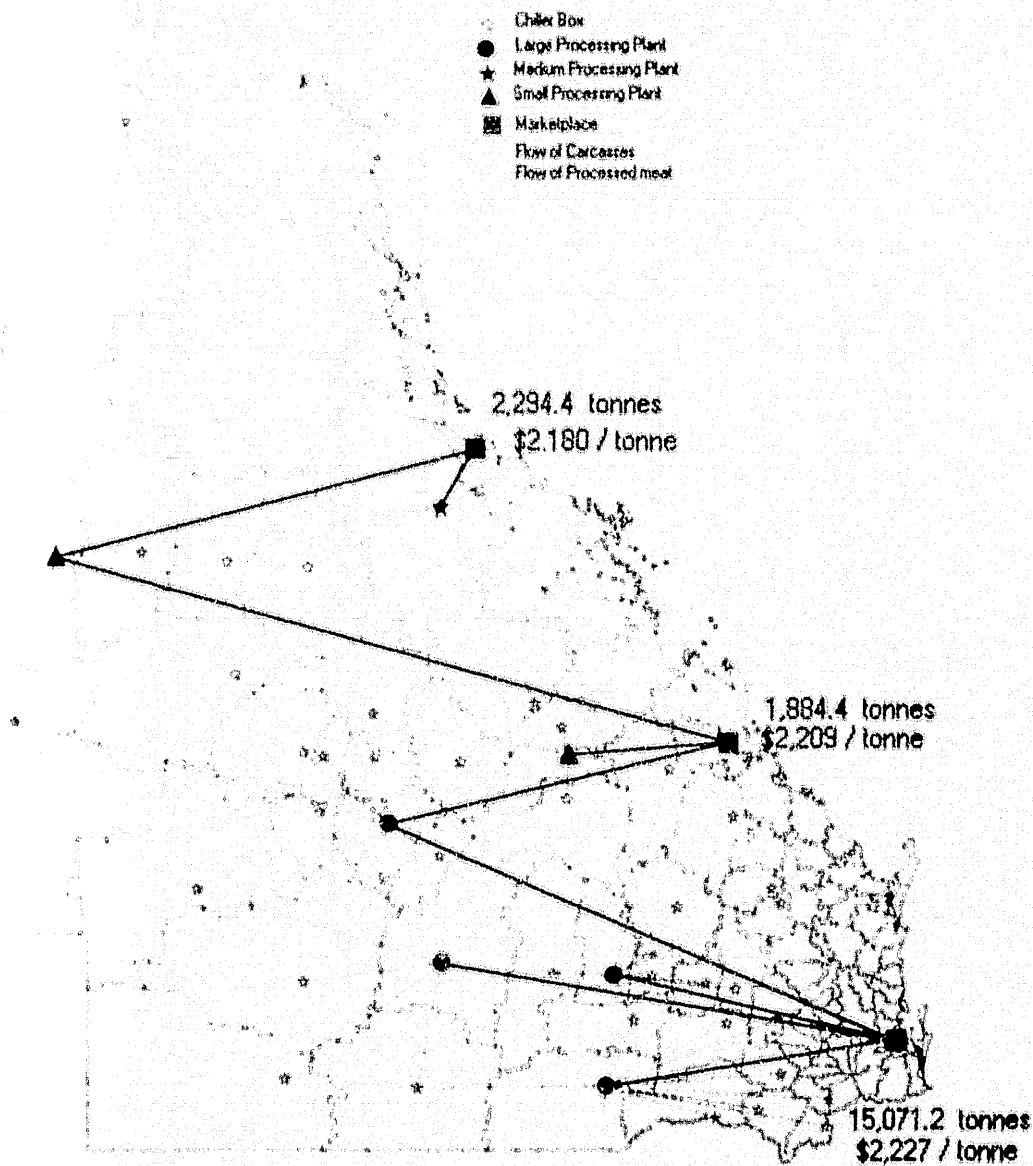 Chiller Box
Large Processing Plant
Medium Processing Plant
Small Processing Plant
Marketplace
Flow of Carcasses
Flow of Processed meat
2,294.4 tonnes
$2.180 / tonne
1,884.4 tonnes
$2,209 / tonne
15,071.2 tonnes
$2,227 / tonne